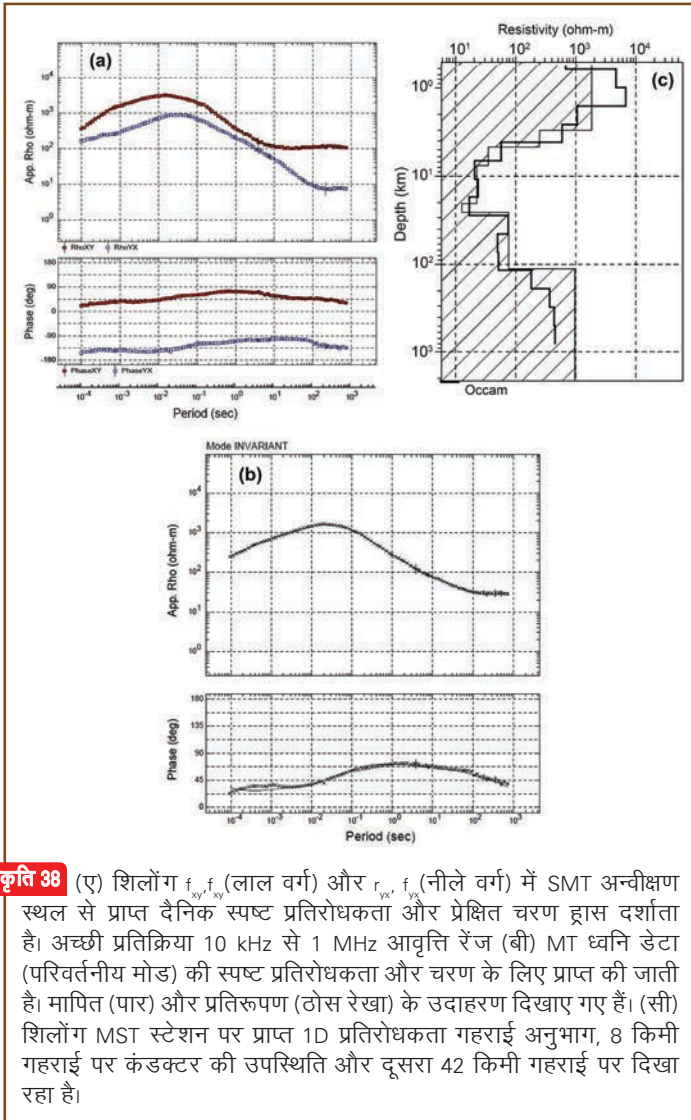 (a)
App. Rho (ohm-m)
10⁴
10³
10²
10¹
10⁰
RhoXY RhoYX
Phase (deg)
180
90
0
-90
-180
PhaseXY PhaseYX
10⁻⁴ 10⁻³ 10⁻² 10⁻¹ 10⁰ 10¹ 10² 10³
Period (sec)
Resistivity (ohm-m)
10¹ 10² 10³ 10⁴
(c)
Depth (km)
10⁰
10¹
10²
10³
Occam
Mode INVARIANT
(b)
App. Rho (ohm-m)
10⁴
10³
10²
10¹
10⁰
Phase (deg)
180
135
90
45
0
10⁻⁴ 10⁻³ 10⁻² 10⁻¹ 10⁰ 10¹ 10² 10³
Period (sec)
कृति 38 (ए) शिलोंग f_xy,f_xy(लाल वर्ग) और r_yx, f_yx(नीले वर्ग) में SMT अन्वीक्षण
स्थल से प्राप्त दैनिक स्पष्ट प्रतिरोधकता और प्रेक्षित चरण ह्रास दर्शाता
है। अच्छी प्रतिक्रिया 10 kHz से 1 MHz आवृत्ति रेंज (बी) MT ध्वनि डेटा
(परिवर्तनीय मोड) की स्पष्ट प्रतिरोधकता और चरण के लिए प्राप्त की जाती
है। मापित (पार) और प्रतिरूपण (ठोस रेखा) के उदाहरण दिखाए गए हैं। (सी)
शिलोंग MST स्टेशन पर प्राप्त 1D प्रतिरोधकता गहराई अनुभाग, 8 किमी
गहराई पर कंडक्टर की उपस्थिति और दूसरा 42 किमी गहराई पर दिखा
रहा है।